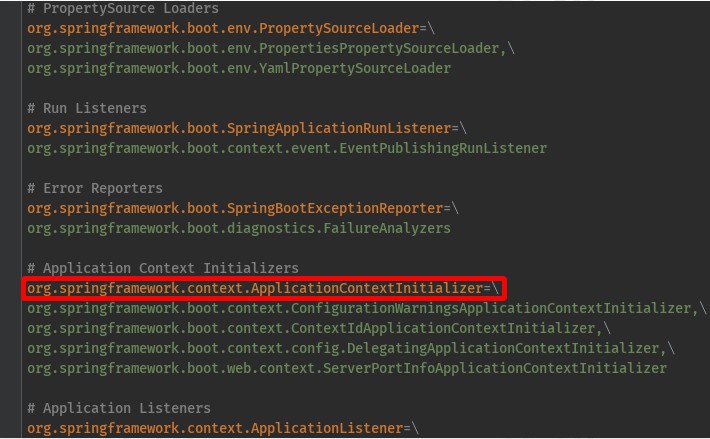 # PropertySource Loaders
org.springframework.boot.env.PropertySourceLoader=\
org.springframework.boot.env.PropertiesPropertySourceLoader,\
org.springframework.boot.env.YamlPropertySourceLoader
# Run Listeners
org.springframework.boot.SpringApplicationRunListener=\
org.springframework.boot.context.event.EventPublishingRunListener
# Error Reporters
org.springframework.boot.SpringBootExceptionReporter=\
org.springframework.boot.diagnostics.FailureAnalyzers
# Application Context Initializers
org.springframework.context.ApplicationContextInitializer=\
org.springframework.boot.context.ConfigurationWarningsApplicationContextInitializer,\
org.springframework.boot.context.ContextIdApplicationContextInitializer,\
org.springframework.boot.context.config.DelegatingApplicationContextInitializer,\
org.springframework.boot.web.context.ServerPortInfoApplicationContextInitializer
# Application Listeners
org.springframework.context.ApplicationListener=\